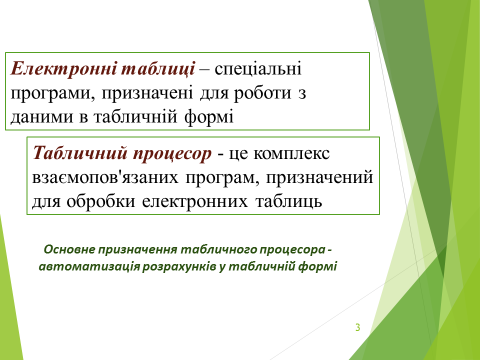 Електронні таблиці – спеціальні
програми, призначені для роботи з
даними в табличній формі
Табличний процесор - це комплекс
взаємопов'язаних програм, призначений
для обробки електронних таблиць
Основне призначення табличного процесора -
автоматизація розрахунків у табличній формі
3